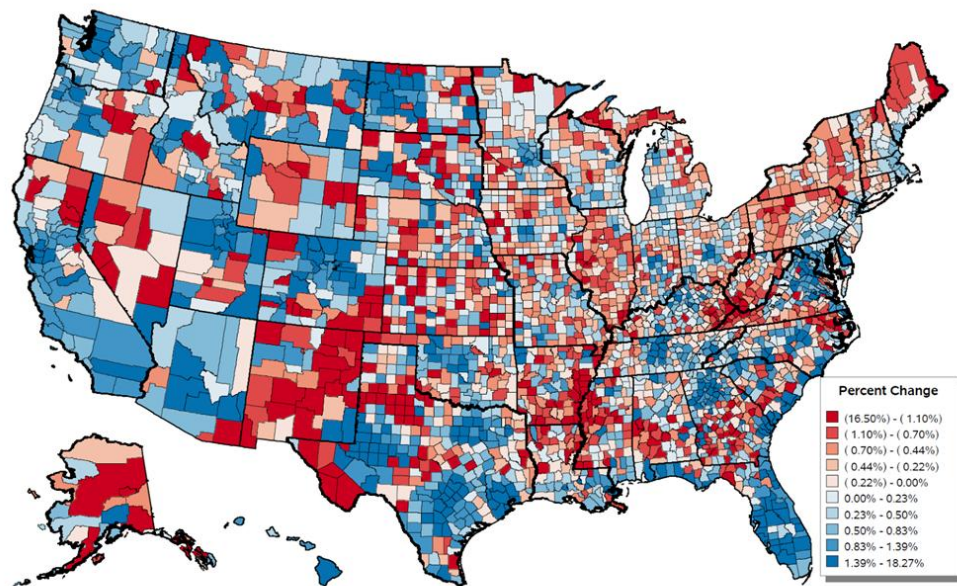 Percent Change
(16.50%) - ( 1.10%)
( 1.10%) - ( 0.70%)
( 0.70%) - ( 0.44%)
( 0.44%) - ( 0.22%)
( 0.22%) - 0.00%
0.00% - 0.23%
0.23% - 0.50%
0.50% - 0.83%
0.83% - 1.39%
1.39% - 18.27%